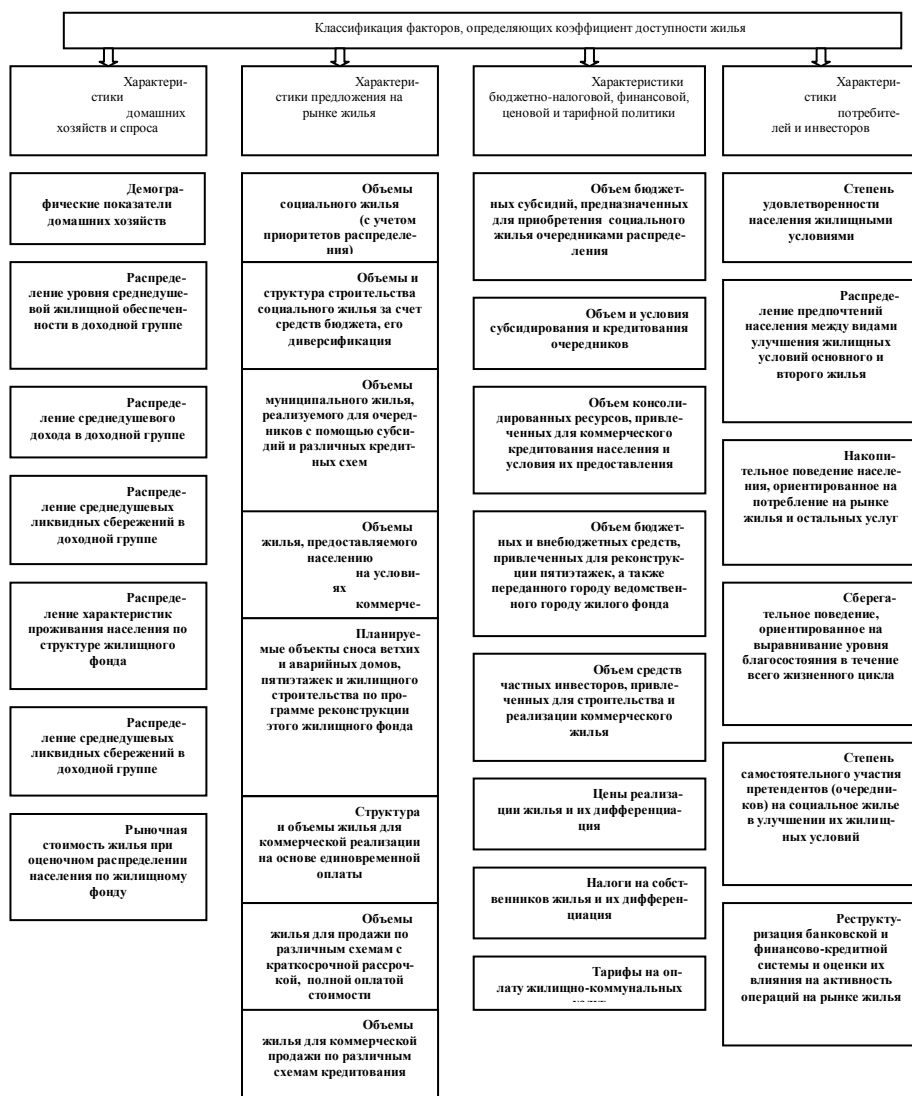 Классификация факторов, определяющих коэффициент доступности жилья
Характери-
стики
домашних
хозяйств и спроса
Демогра-
фические показатели
домашних хозяйств
Распреде-
ление уровня среднедуше-
вой жилищной обеспечен-
ности в доходной группе
Распреде-
ление среднедушевого
дохода в доходной группе
Распреде-
ление среднедушевых
ликвидных сбережений в
доходной группе
Распреде-
ление характеристик
проживания населения по
структуре жилищного
фонда
Распреде-
ление среднедушевых
ликвидных сбережений в
доходной группе
Рыночная
стоимость жилья при
оценочном распределении
населения по жилищному
фонду
Характери-
стики предложения на
рынке жилья
Объемы
социального жилья
(с учетом
приоритетов распределе-
ния)
Объемы и
структура строительства
социального жилья за счет
средств бюджета, его
диверсификация
Объемы
муниципального жилья,
реализуемого для очеред-
ников с помощью субси-
дий и различных кредит-
ных схем
Объемы
жилья, предоставляемого
населению
на услови-
ях
коммерче-
Планируе-
мые объекты сноса ветхих
и аварийных домов,
пятиэтажек и жилищного
строительства по про-
грамме реконструкции
этого жилищного фонда
Структура
и объемы жилья для
коммерческой реализации
на основе единовременной
оплаты
Объемы
жилья для продажи по
различным схемам с
краткосрочной рассроч-
кой, полной оплатой
стоимости
Объемы
жилья для коммерческой
продажи по различным
схемам кредитования
Характеристики
бюджетно-налоговой, финансовой,
ценовой и тарифной политики
Объем бюджет-
ных субсидий, предназначенных
для приобретения социального
жилья очередниками распреде-
ления
Объем и условия
субсидирования и кредитования
очередников
Объем консоли-
дированных ресурсов, привле-
ченных для коммерческого
кредитования населения и
условия их предоставления
Объем бюджет-
ных и внебюджетных средств,
привлеченных для реконструк-
ции пятиэтажек, а также
переданного городу ведомствен-
ного городу жилого фонда
Объем средств
частных инвесторов, привле-
ченных для строительства и
реализации коммерческого
жилья
Цены реализа-
ции жилья и их дифференциа-
ция
Налоги на собст-
венников жилья и их дифферен-
циация
Тарифы на оп-
лату жилищно-коммунальных
Характери-
стики
потребите-
лей и инвесторов
Степень
удовлетворенности
населения жилищными
условиями
Распреде-
ление предпочтений
населения между видами
улучшения жилищных
условий основного и
второго жилья
Накопи-
тельное поведение населе-
ния, ориентированное на
потребление на рынке
жилья и остальных услуг
Сберега-
тельное поведение,
ориентированное на
выравнивание уровня
благосостояния в течение
всего жизненного цикла
Степень
самостоятельного участия
претендентов (очередни-
ков) на социальное жилье
в улучшении их жилищ-
ных условий
Реструкту-
ризация банковской и
финансово-кредитной
системы и оценки их
влияния на активность
операций на рынке жилья